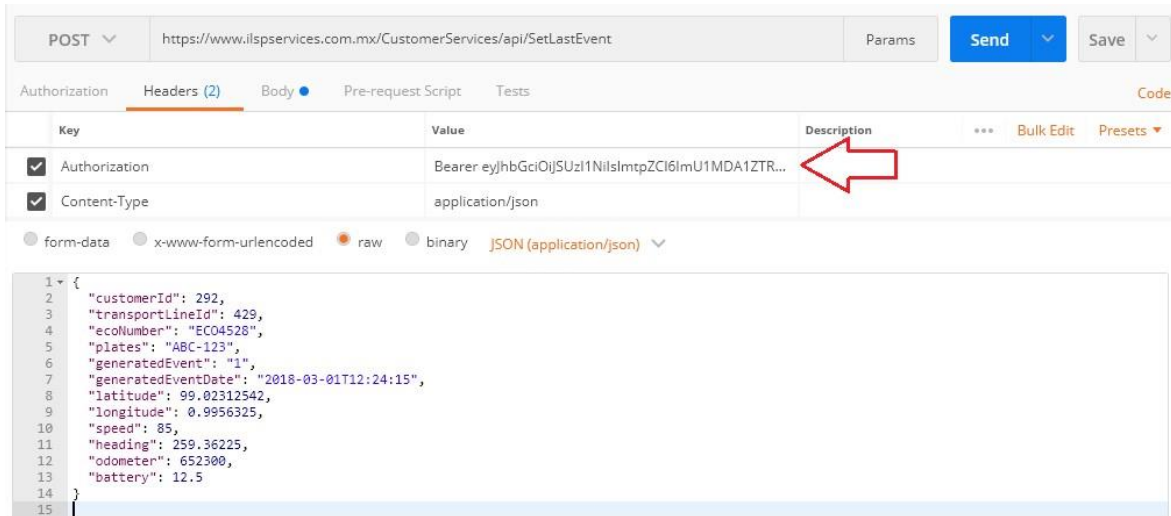 POST https://www.ilspservices.com.mx/CustomerServices/api/SetLastEvent Params Send Save
Authorization Headers (2) Body Pre-request Script Tests Code
Key Value Description ••• Bulk Edit Presets
Authorization Bearer eyJhbGciOiJSUzI1NiIsImtpZCI6ImU1MDA1ZTR...
Content-Type application/json
form-data x-www-form-urlencoded raw binary JSON (application/json)
1 {
2 "customerId": 292,
3 "transportLineId": 429,
4 "ecoNumber": "ECO4528",
5 "plates": "ABC-123",
6 "generatedEvent": "1",
7 "generatedEventDate": "2018-03-01T12:24:15",
8 "latitude": 99.02312542,
9 "longitude": 0.9956325,
10 "speed": 85,
11 "heading": 259.36225,
12 "odometer": 652300,
13 "battery": 12.5
14 }
15